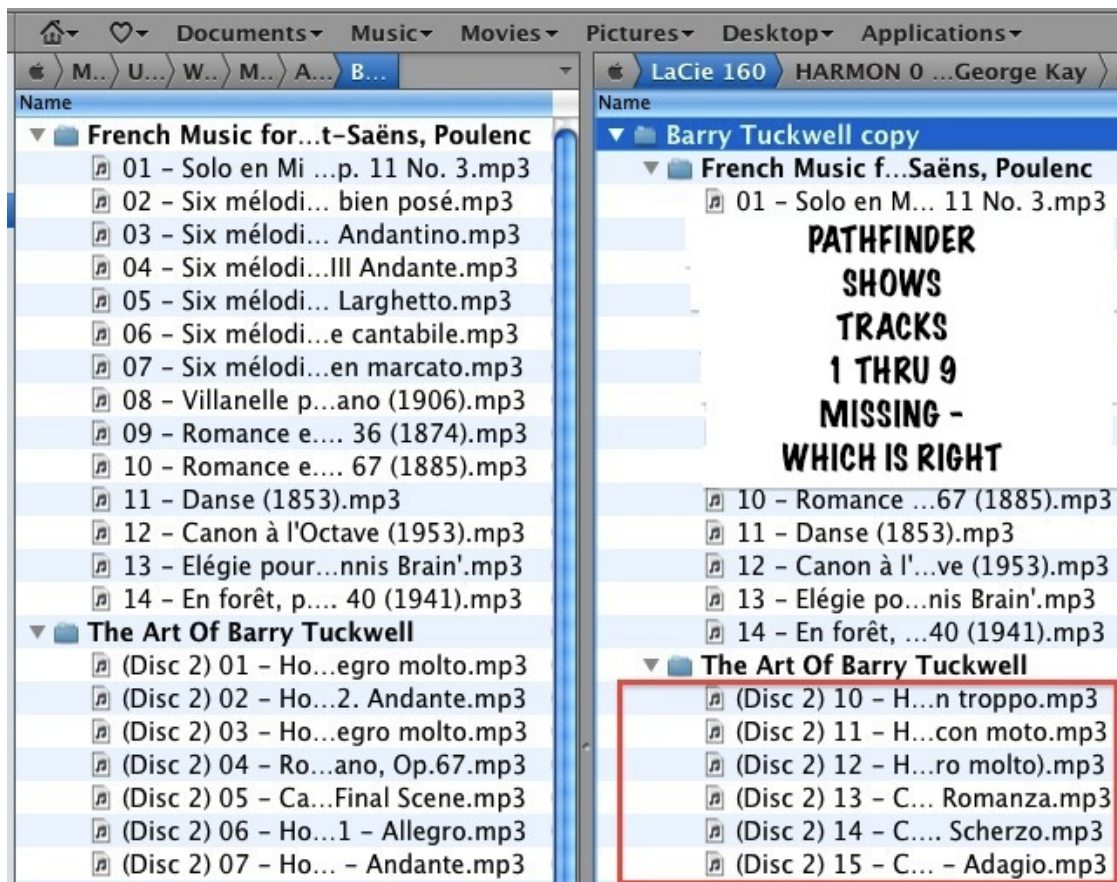 Documents Music Movies Pictures Desktop Applications
M.. U... W.. M.. A... B...
Name
French Music for...t-Saëns, Poulenc
01 – Solo en Mi ...p. 11 No. 3.mp3
02 – Six mélodi... bien posé.mp3
03 – Six mélodi... Andantino.mp3
04 – Six mélodi...III Andante.mp3
05 – Six mélodi... Larghetto.mp3
06 – Six mélodi...e cantabile.mp3
07 – Six mélodi...en marcato.mp3
08 – Villanelle p...ano (1906).mp3
09 – Romance e.... 36 (1874).mp3
10 – Romance e.... 67 (1885).mp3
11 – Danse (1853).mp3
12 – Canon à l'Octave (1953).mp3
13 – Elégie pour...nnis Brain'.mp3
14 – En forêt, p.... 40 (1941).mp3
The Art Of Barry Tuckwell
(Disc 2) 01 – Ho...egro molto.mp3
(Disc 2) 02 – Ho...2. Andante.mp3
(Disc 2) 03 – Ho...egro molto.mp3
(Disc 2) 04 – Ro...ano, Op.67.mp3
(Disc 2) 05 – Ca...Final Scene.mp3
(Disc 2) 06 – Ho...1 – Allegro.mp3
(Disc 2) 07 – Ho... – Andante.mp3
LaCie 160 HARMON 0 ...George Kay
Name
Barry Tuckwell copy
French Music f...Saëns, Poulenc
01 – Solo en M... 11 No. 3.mp3
PATHFINDER
SHOWS
TRACKS
1 THRU 9
MISSING -
WHICH IS RIGHT
10 – Romance ...67 (1885).mp3
11 – Danse (1853).mp3
12 – Canon à l'...ve (1953).mp3
13 – Elégie po...nis Brain'.mp3
14 – En forêt, ...40 (1941).mp3
The Art Of Barry Tuckwell
(Disc 2) 10 – H...n troppo.mp3
(Disc 2) 11 – H...con moto.mp3
(Disc 2) 12 – H...ro molto).mp3
(Disc 2) 13 – C... Romanza.mp3
(Disc 2) 14 – C.... Scherzo.mp3
(Disc 2) 15 – C... – Adagio.mp3